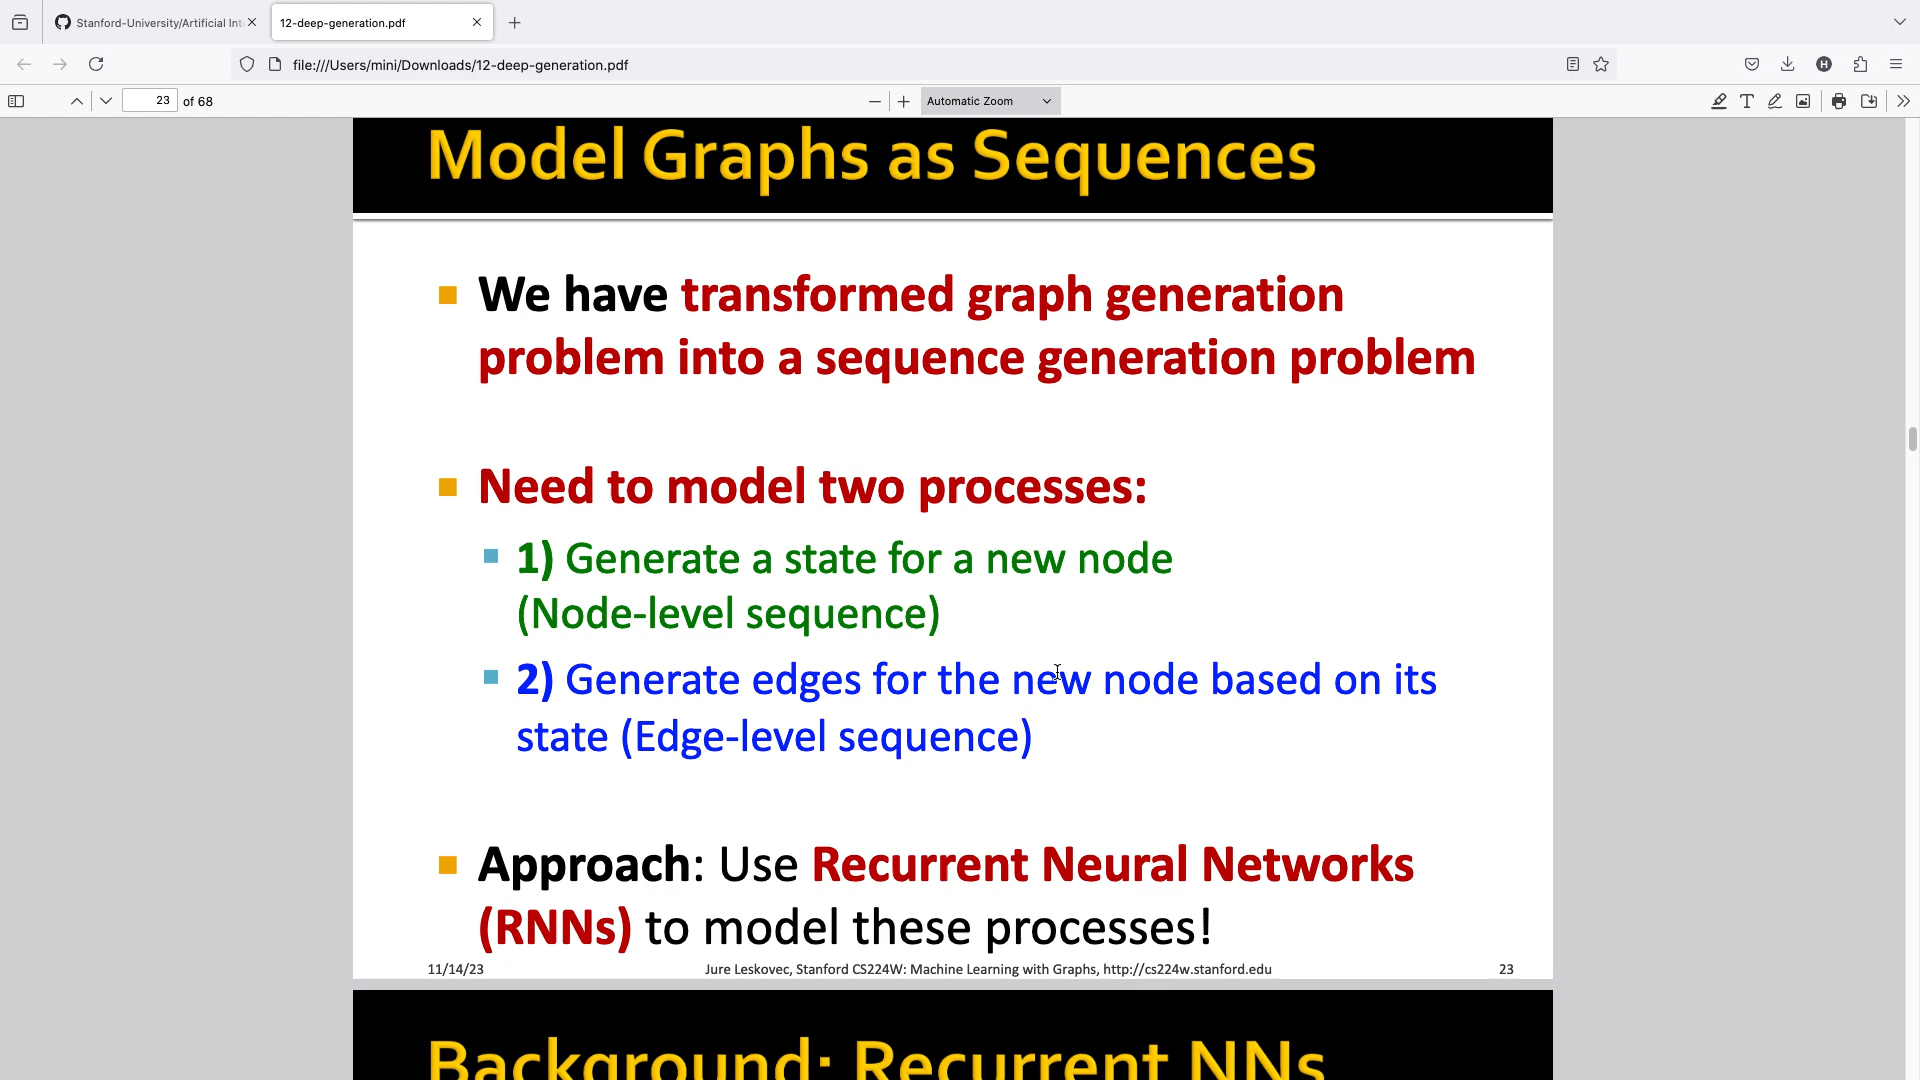 Stanford-University/Artificial Int
12-deep-generation.pdf
file:///Users/mini/Downloads/12-deep-generation.pdf
H
23 of 68
Automatic Zoom
Model Graphs as Sequences
We have transformed graph generation
problem into a sequence generation problem
Need to model two processes:
1) Generate a state for a new node
(Node-level sequence)
2) Generate edges for the new node based on its
state (Edge-level sequence)
Approach: Use Recurrent Neural Networks
(RNNs) to model these processes!
11/14/23
Jure Leskovec, Stanford CS224W: Machine Learning with Graphs, http://cs224w.stanford.edu
23
Background: Recurrent NNs